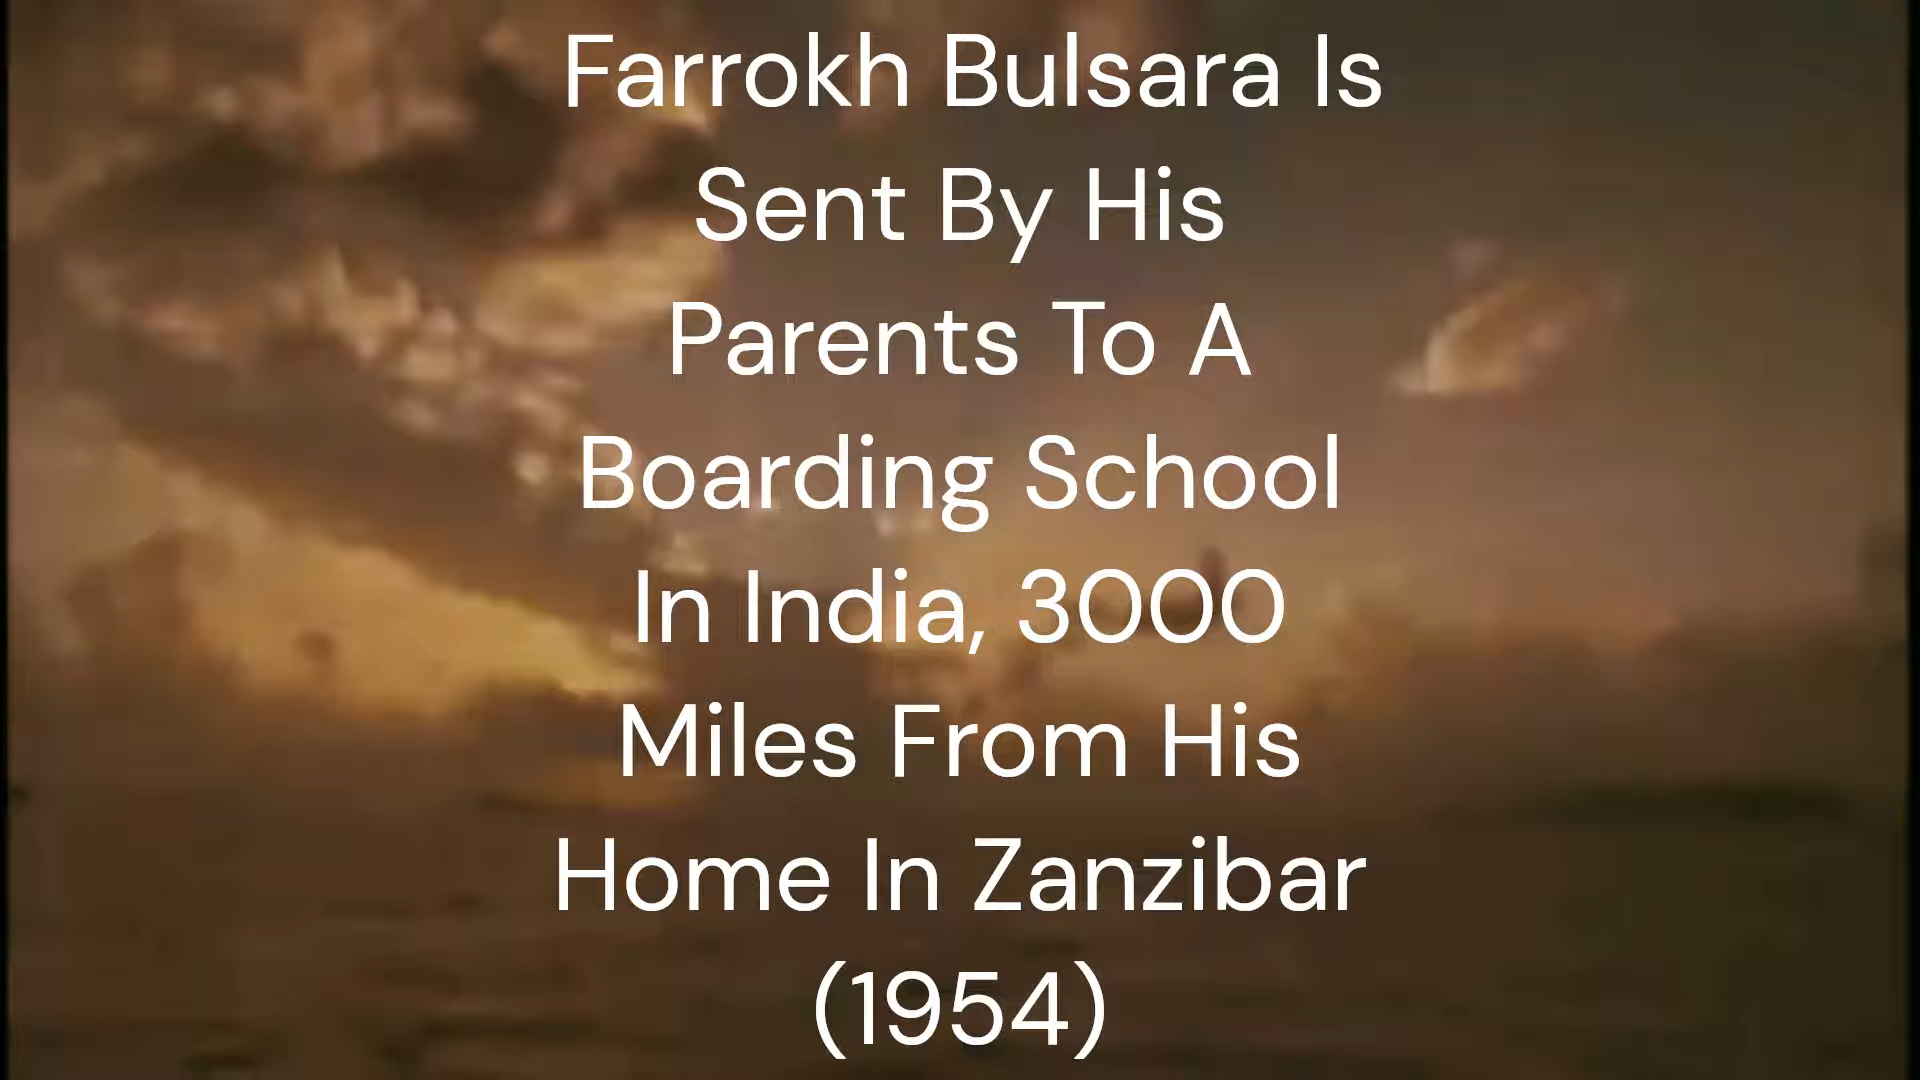 Farrokh Bulsara Is
Sent By His
Parents To A
Boarding School
In India, 3000
Miles From His
Home In Zanzibar
(1954)